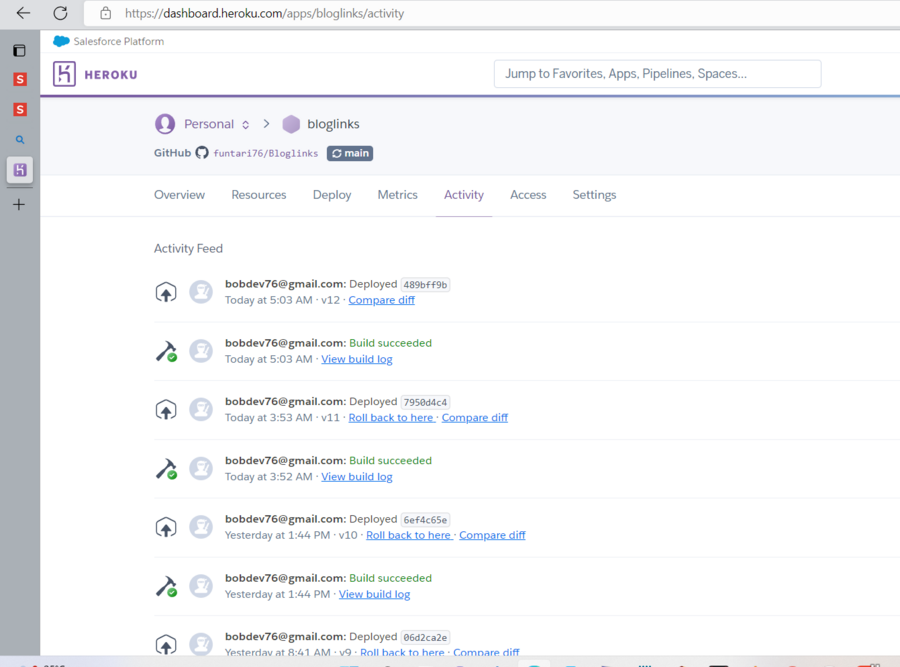 https://dashboard.heroku.com/apps/bloglinks/activity
Salesforce Platform
HEROKU
Jump to Favorites, Apps, Pipelines, Spaces...
Personal bloglinks
GitHub funtari76/Bloglinks main
Overview Resources Deploy Metrics Activity Access Settings
Activity Feed
bobdev76@gmail.com: Deployed 489bff9b
Today at 5:03 AM · v12 · Compare diff
bobdev76@gmail.com: Build succeeded
Today at 5:03 AM · View build log
bobdev76@gmail.com: Deployed 7950d4c4
Today at 3:53 AM · v11 · Roll back to here · Compare diff
bobdev76@gmail.com: Build succeeded
Today at 3:52 AM · View build log
bobdev76@gmail.com: Deployed 6ef4c65e
Yesterday at 1:44 PM · v10 · Roll back to here · Compare diff
bobdev76@gmail.com: Build succeeded
Yesterday at 1:44 PM · View build log
bobdev76@gmail.com: Deployed 06d2ca2e
Yesterday at 8:41 AM · v9 · Roll back to here · Compare diff